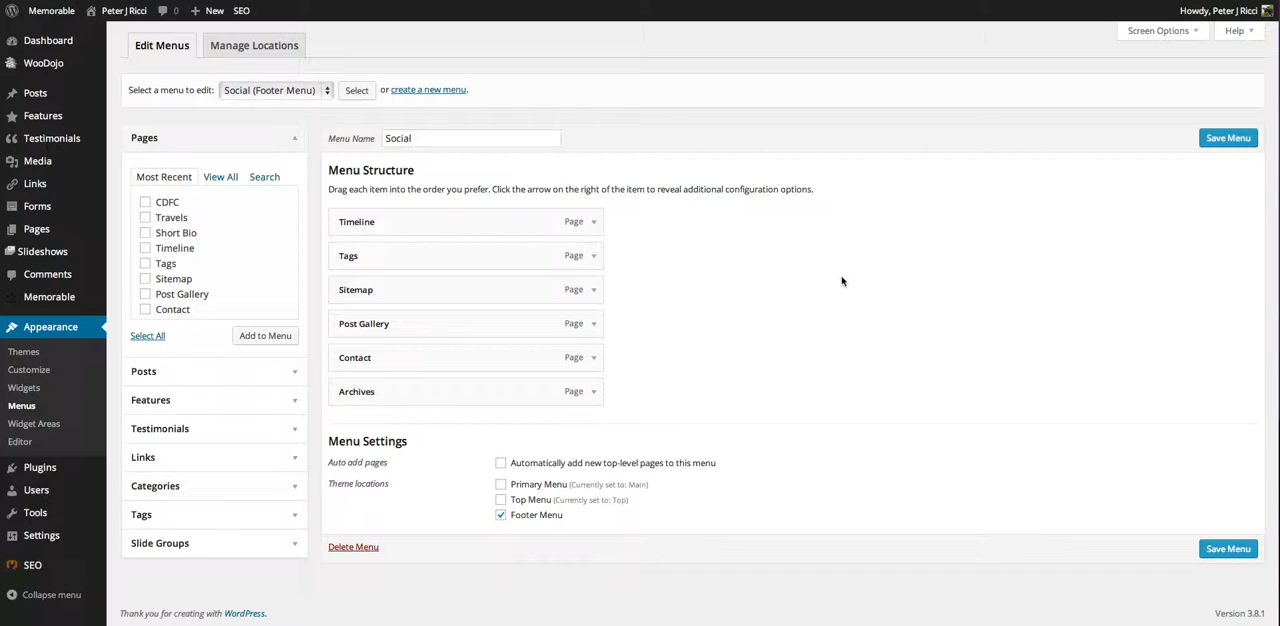 Memorable Peter J Ricci 0 New SEO Howdy, Peter J Ricci
Screen Options Help
Dashboard
WooDojo
Posts
Features
Testimonials
Media
Links
Forms
Pages
Slideshows
Comments
Memorable
Appearance
Themes
Customize
Widgets
Menus
Widget Areas
Editor
Plugins
Users
Tools
Settings
SEO
Collapse menu
Edit Menus Manage Locations
Select a menu to edit: Social (Footer Menu) Select or create a new menu.
Pages
Most Recent View All Search
CDFC
Travels
Short Bio
Timeline
Tags
Sitemap
Post Gallery
Contact
Select All Add to Menu
Posts
Features
Testimonials
Links
Categories
Tags
Slide Groups
Menu Name Social Save Menu
Menu Structure
Drag each item into the order you prefer. Click the arrow on the right of the item to reveal additional configuration options.
Timeline Page
Tags Page
Sitemap Page
Post Gallery Page
Contact Page
Archives Page
Menu Settings
Auto add pages Automatically add new top-level pages to this menu
Theme locations Primary Menu (Currently set to: Main)
Top Menu (Currently set to: Top)
Footer Menu
Delete Menu Save Menu
Thank you for creating with WordPress. Version 3.8.1